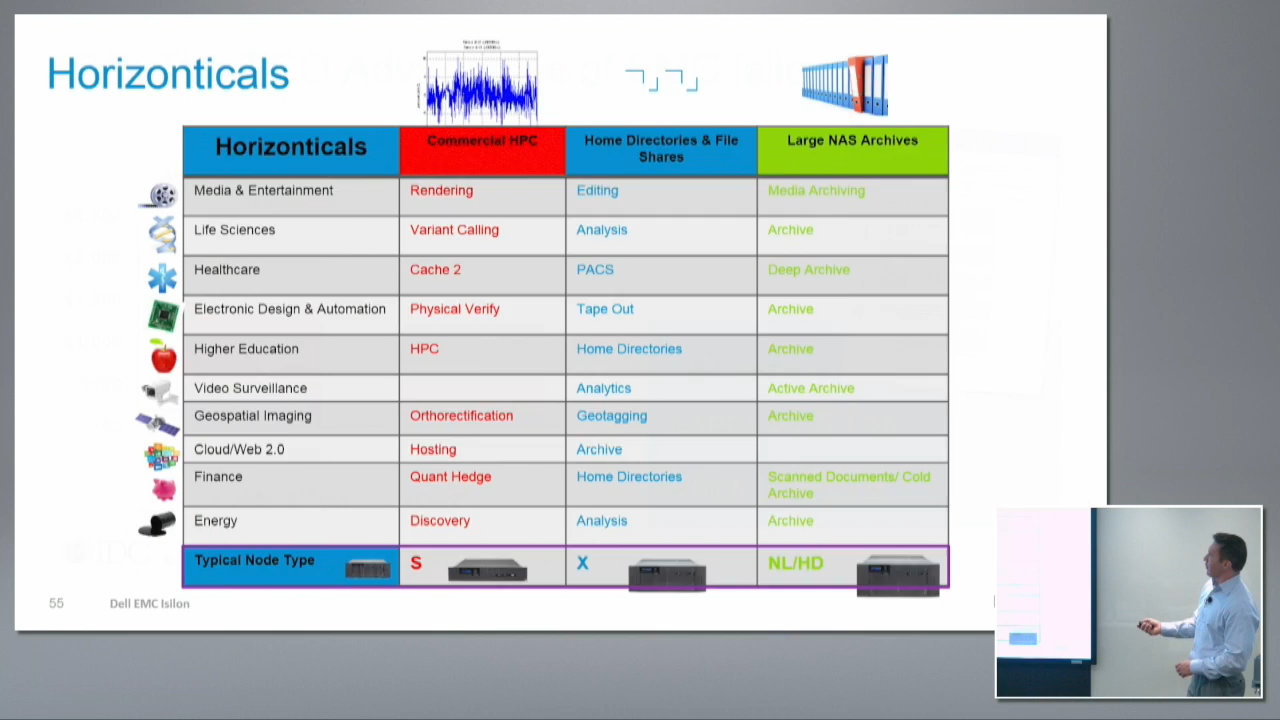 Horizonticals
Horizonticals
Commercial HPC
Home Directories & File
Shares
Large NAS Archives
Media & Entertainment
Rendering
Editing
Media Archiving
Life Sciences
Variant Calling
Analysis
Archive
Healthcare
Cache 2
PACS
Deep Archive
Electronic Design & Automation
Physical Verify
Tape Out
Archive
Higher Education
HPC
Home Directories
Archive
Video Surveillance
Analytics
Active Archive
Geospatial Imaging
Orthorectification
Geotagging
Archive
Cloud/Web 2.0
Hosting
Archive
Finance
Quant Hedge
Home Directories
Scanned Documents/ Cold
Archive
Energy
Discovery
Analysis
Archive
Typical Node Type
S
X
NL/HD
55
Dell EMC Isilon